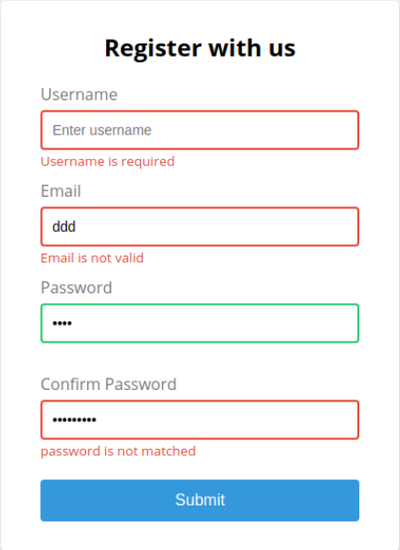 Register with us
Username
Enter username
Username is required
Email
ddd
Email is not valid
Password
••••
Confirm Password
•••••••••
password is not matched
Submit